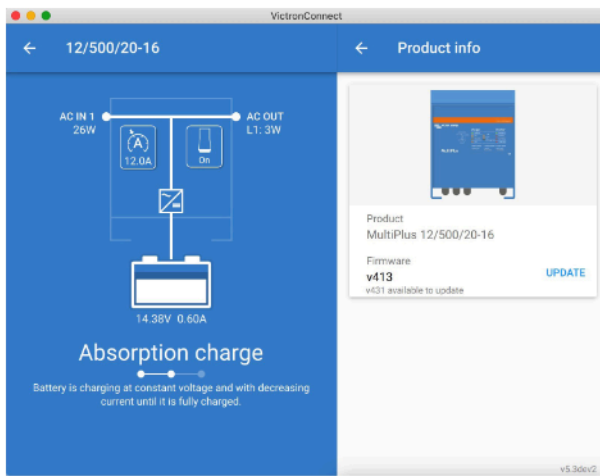 VictronConnect
12/500/20-16
AC IN 1
26W
AC OUT
L1: 3W
A
12.0A
On
14.38V 0.60A
Absorption charge
Battery is charging at constant voltage and with decreasing
current until it is fully charged.
Product info
MultiPlus
Product
MultiPlus 12/500/20-16
Firmware
v413
UPDATE
v431 available to update
v5.3dev2